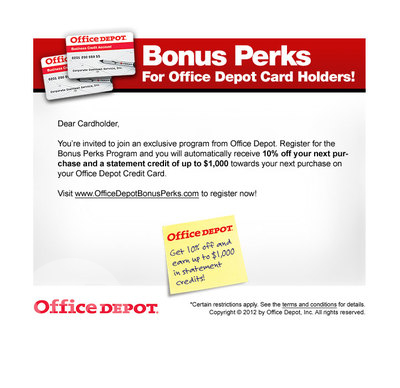 Office DEPOT
Business Credit Account
Corporate Contract Service, Inc.
Bonus Perks
For Office Depot Card Holders!
Dear Cardholder,
You're invited to join an exclusive program from Office Depot. Register for the
Bonus Perks Program and you will automatically receive 10% off your next pur-
chase and a statement credit of up to $1,000 towards your next purchase on
your Office Depot Credit Card.
Visit www.OfficeDepotBonusPerks.com to register now!
Office DEPOT
Get 10% off and
earn up to $1,000
in statement
credits!
Office DEPOT.
*Certain restrictions apply. See the terms and conditions for details.
Copyright © 2012 by Office Depot, Inc. All rights reserved.